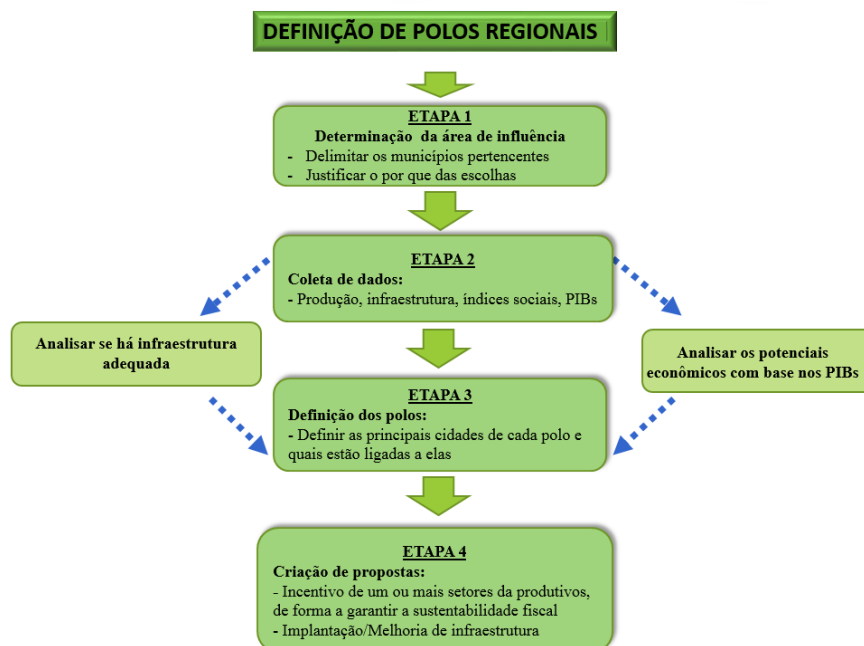 DEFINIÇÃO DE POLOS REGIONAIS
ETAPA 1
Determinação da área de influência
- Delimitar os municípios pertencentes
- Justificar o por que das escolhas
ETAPA 2
Coleta de dados:
- Produção, infraestrutura, índices sociais, PIBs
Analisar se há infraestrutura
adequada
Analisar os potenciais
econômicos com base nos PIBs
ETAPA 3
Definição dos polos:
- Definir as principais cidades de cada polo e
quais estão ligadas a elas
ETAPA 4
Criação de propostas:
- Incentivo de um ou mais setores da produtivos,
de forma a garantir a sustentabilidade fiscal
- Implantação/Melhoria de infraestrutura